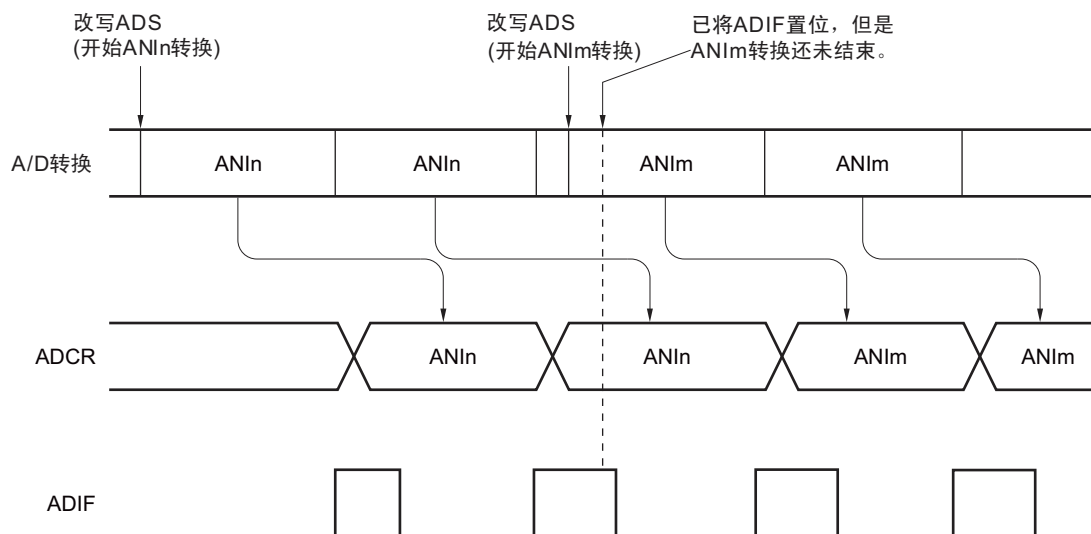 改写ADS
(开始ANIn转换)
改写ADS
(开始ANIm转换)
已将ADIF置位，但是
ANIm转换还未结束。
A/D转换
ANIn
ANIn
ANIm
ANIm
ADCR
ANIn
ANIn
ANIm
ANIm
ADIF